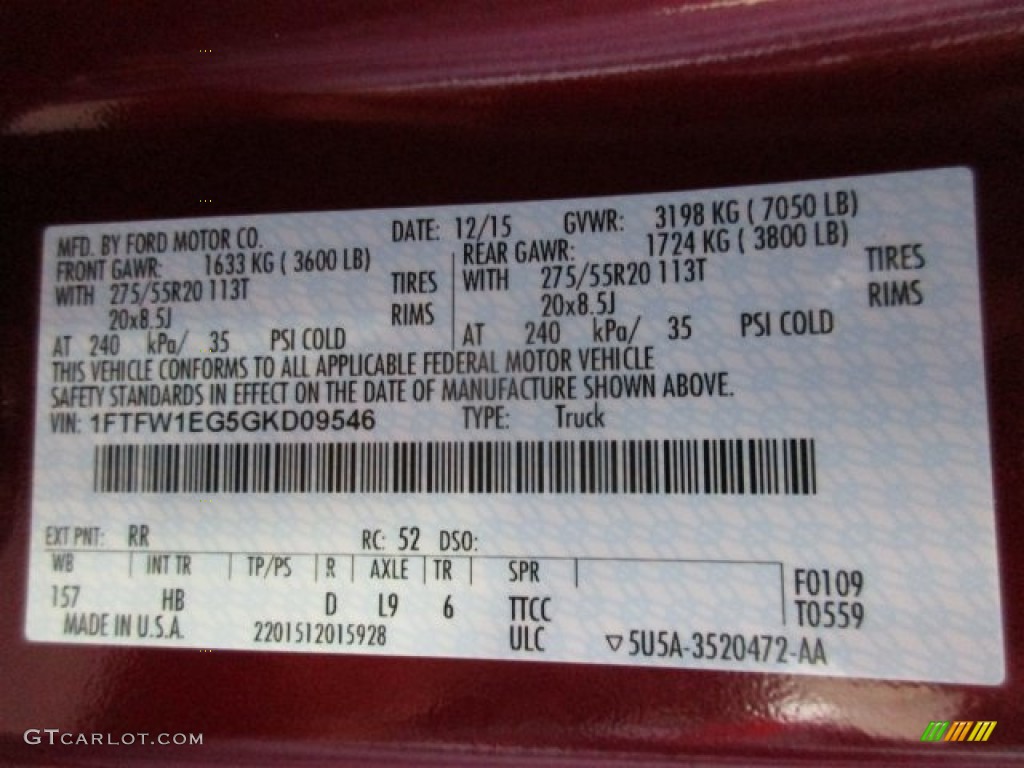 MFD. BY FORD MOTOR CO. DATE: 12/15 GVWR: 3198 KG ( 7050 LB)
FRONT GAWR: 1633 KG ( 3600 LB) REAR GAWR: 1724 KG ( 3800 LB)
WITH 275/55R20 113T TIRES WITH 275/55R20 113T TIRES
20x8.5J RIMS 20x8.5J RIMS
AT 240 kPa/ 35 PSI COLD AT 240 kPa/ 35 PSI COLD
THIS VEHICLE CONFORMS TO ALL APPLICABLE FEDERAL MOTOR VEHICLE
SAFETY STANDARDS IN EFFECT ON THE DATE OF MANUFACTURE SHOWN ABOVE.
VIN: 1FTFW1EG5GKD09546 TYPE: Truck
EXT PNT: RR RC: 52 DSO:
WB INT TR TP/PS R AXLE TR SPR F0109
157 HB D L9 6 TTCC T0559
MADE IN U.S.A. 2201512015928 ULC ▽5U5A-3520472-AA
GTCARLOT.COM